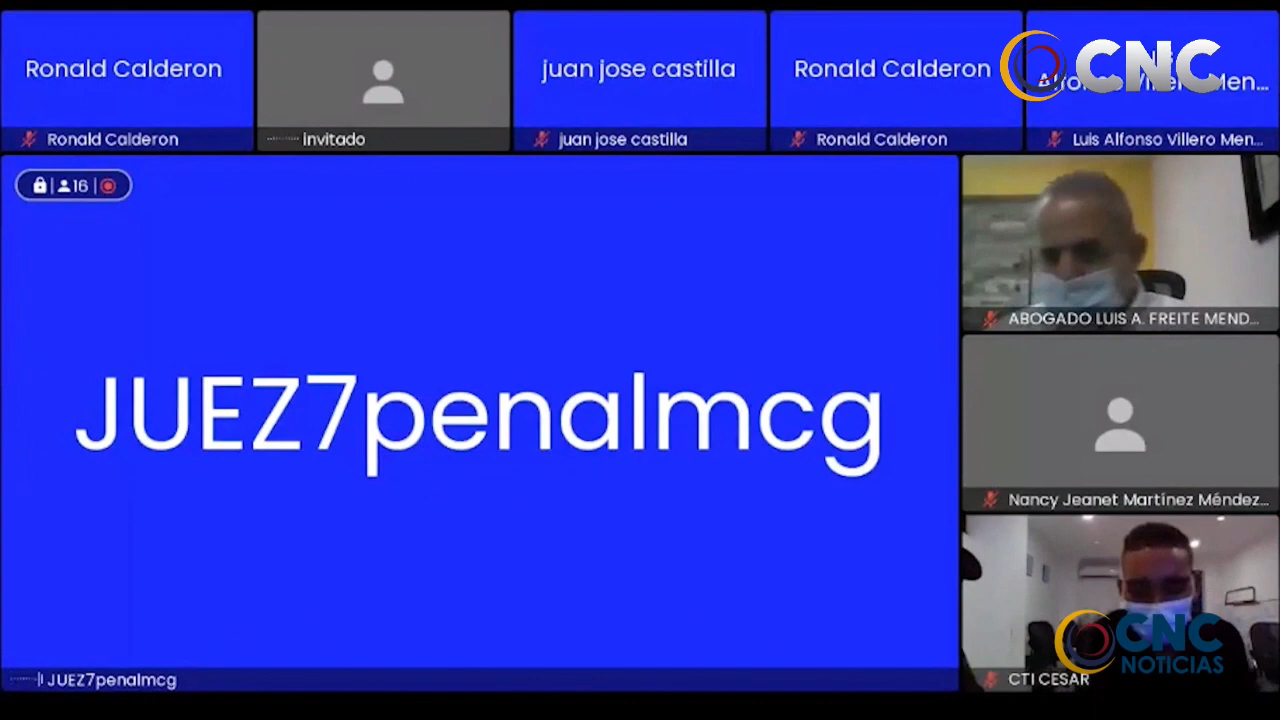 Ronald Calderon
juan jose castilla
Ronald Calderon
CNC
Ronald Calderon
invitado
juan jose castilla
Ronald Calderon
Luis Alfonso Villero Men...
16
JUEZ7penalmcg
ABOGADO LUIS A. FREITE MEND...
Nancy Jeanet Martínez Méndez...
CNC
NOTICIAS
JUEZ7penalmcg
CTI CESAR